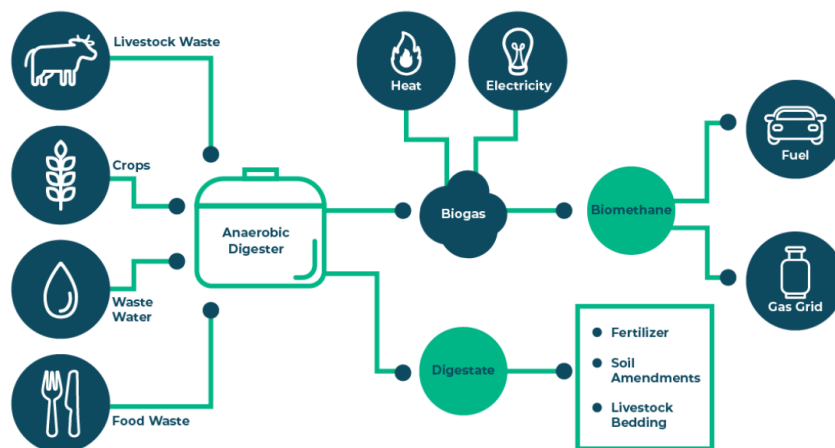 Livestock Waste
Heat
Electricity
Fuel
Crops
Anaerobic
Digester
Biogas
Biomethane
Waste
Water
Gas Grid
Food Waste
Digestate
Fertilizer
Soil
Amendments
Livestock
Bedding